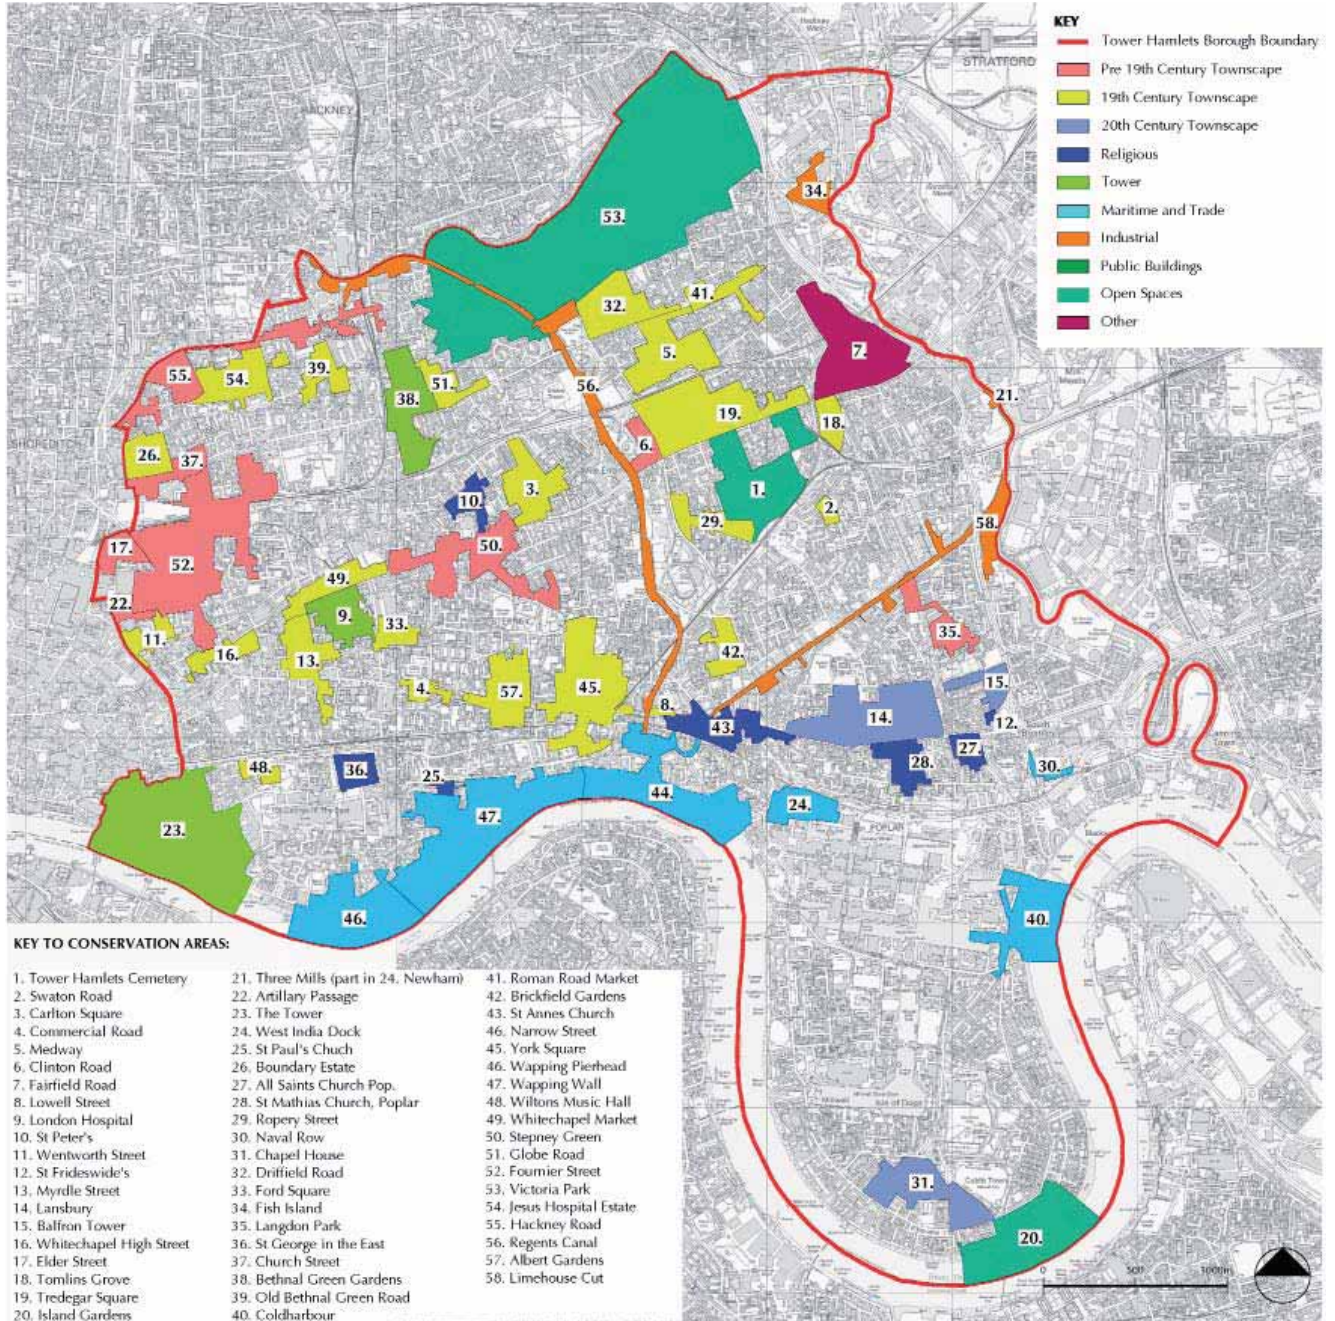 KEY
Tower Hamlets Borough Boundary
Pre 19th Century Townscape
19th Century Townscape
20th Century Townscape
Religious
Tower
Maritime and Trade
Industrial
Public Buildings
Open Spaces
Other
STRATFORD
HACKNEY
SHOREDITCH
POPLAR
53.
34.
32.
41.
5.
7.
55.
54.
39.
38.
51.
56.
21.
19.
18.
6.
26.
37.
10.
3.
1.
2.
29.
58.
17.
52.
50.
49.
22.
9.
11.
16.
13.
33.
35.
42.
4.
57.
45.
15.
8.
43.
14.
12.
27.
28.
30.
48.
36.
25.
47.
44.
24.
23.
46.
40.
31.
20.
0 500 1000m
KEY TO CONSERVATION AREAS:
1. Tower Hamlets Cemetery
2. Swaton Road
3. Carlton Square
4. Commercial Road
5. Medway
6. Clinton Road
7. Fairfield Road
8. Lowell Street
9. London Hospital
10. St Peter's
11. Wentworth Street
12. St Frideswide's
13. Myrdle Street
14. Lansbury
15. Balfron Tower
16. Whitechapel High Street
17. Elder Street
18. Tomlins Grove
19. Tredegar Square
20. Island Gardens
21. Three Mills (part in 24. Newham)
22. Artillary Passage
23. The Tower
24. West India Dock
25. St Paul's Chuch
26. Boundary Estate
27. All Saints Church Pop.
28. St Mathias Church, Poplar
29. Ropery Street
30. Naval Row
31. Chapel House
32. Driffield Road
33. Ford Square
34. Fish Island
35. Langdon Park
36. St George in the East
37. Church Street
38. Bethnal Green Gardens
39. Old Bethnal Green Road
40. Coldharbour
41. Roman Road Market
42. Brickfield Gardens
43. St Annes Church
46. Narrow Street
45. York Square
46. Wapping Pierhead
47. Wapping Wall
48. Wiltons Music Hall
49. Whitechapel Market
50. Stepney Green
51. Globe Road
52. Fournier Street
53. Victoria Park
54. Jesus Hospital Estate
55. Hackney Road
56. Regents Canal
57. Albert Gardens
58. Limehouse Cut